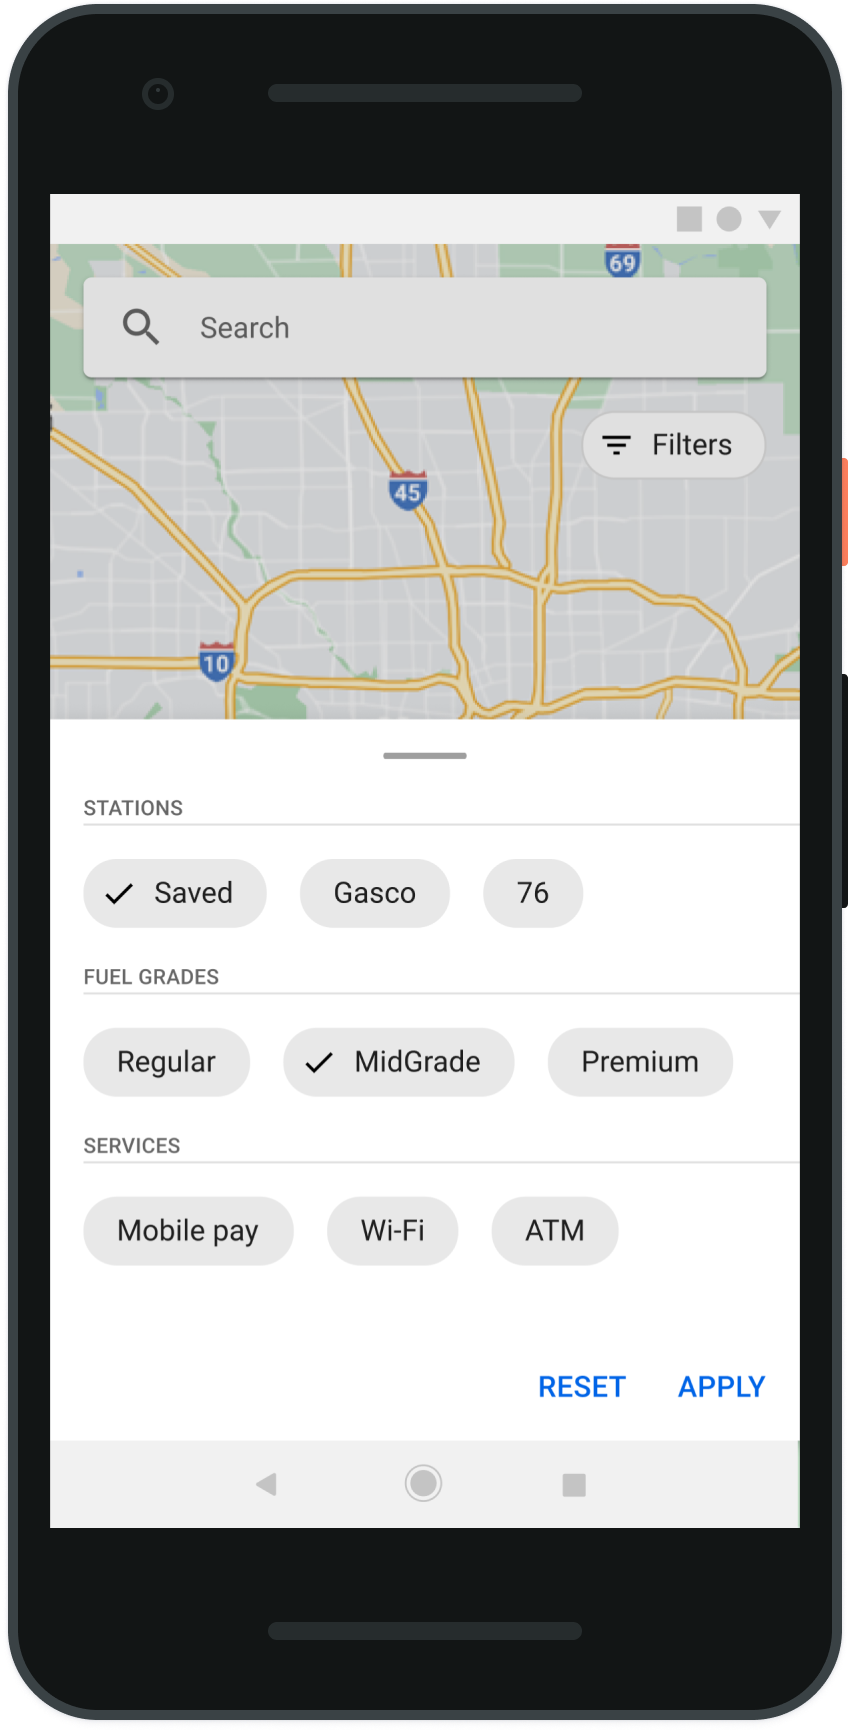 69
Search
Filters
45
10
STATIONS
Saved Gasco 76
FUEL GRADES
Regular MidGrade Premium
SERVICES
Mobile pay Wi-Fi ATM
RESET APPLY